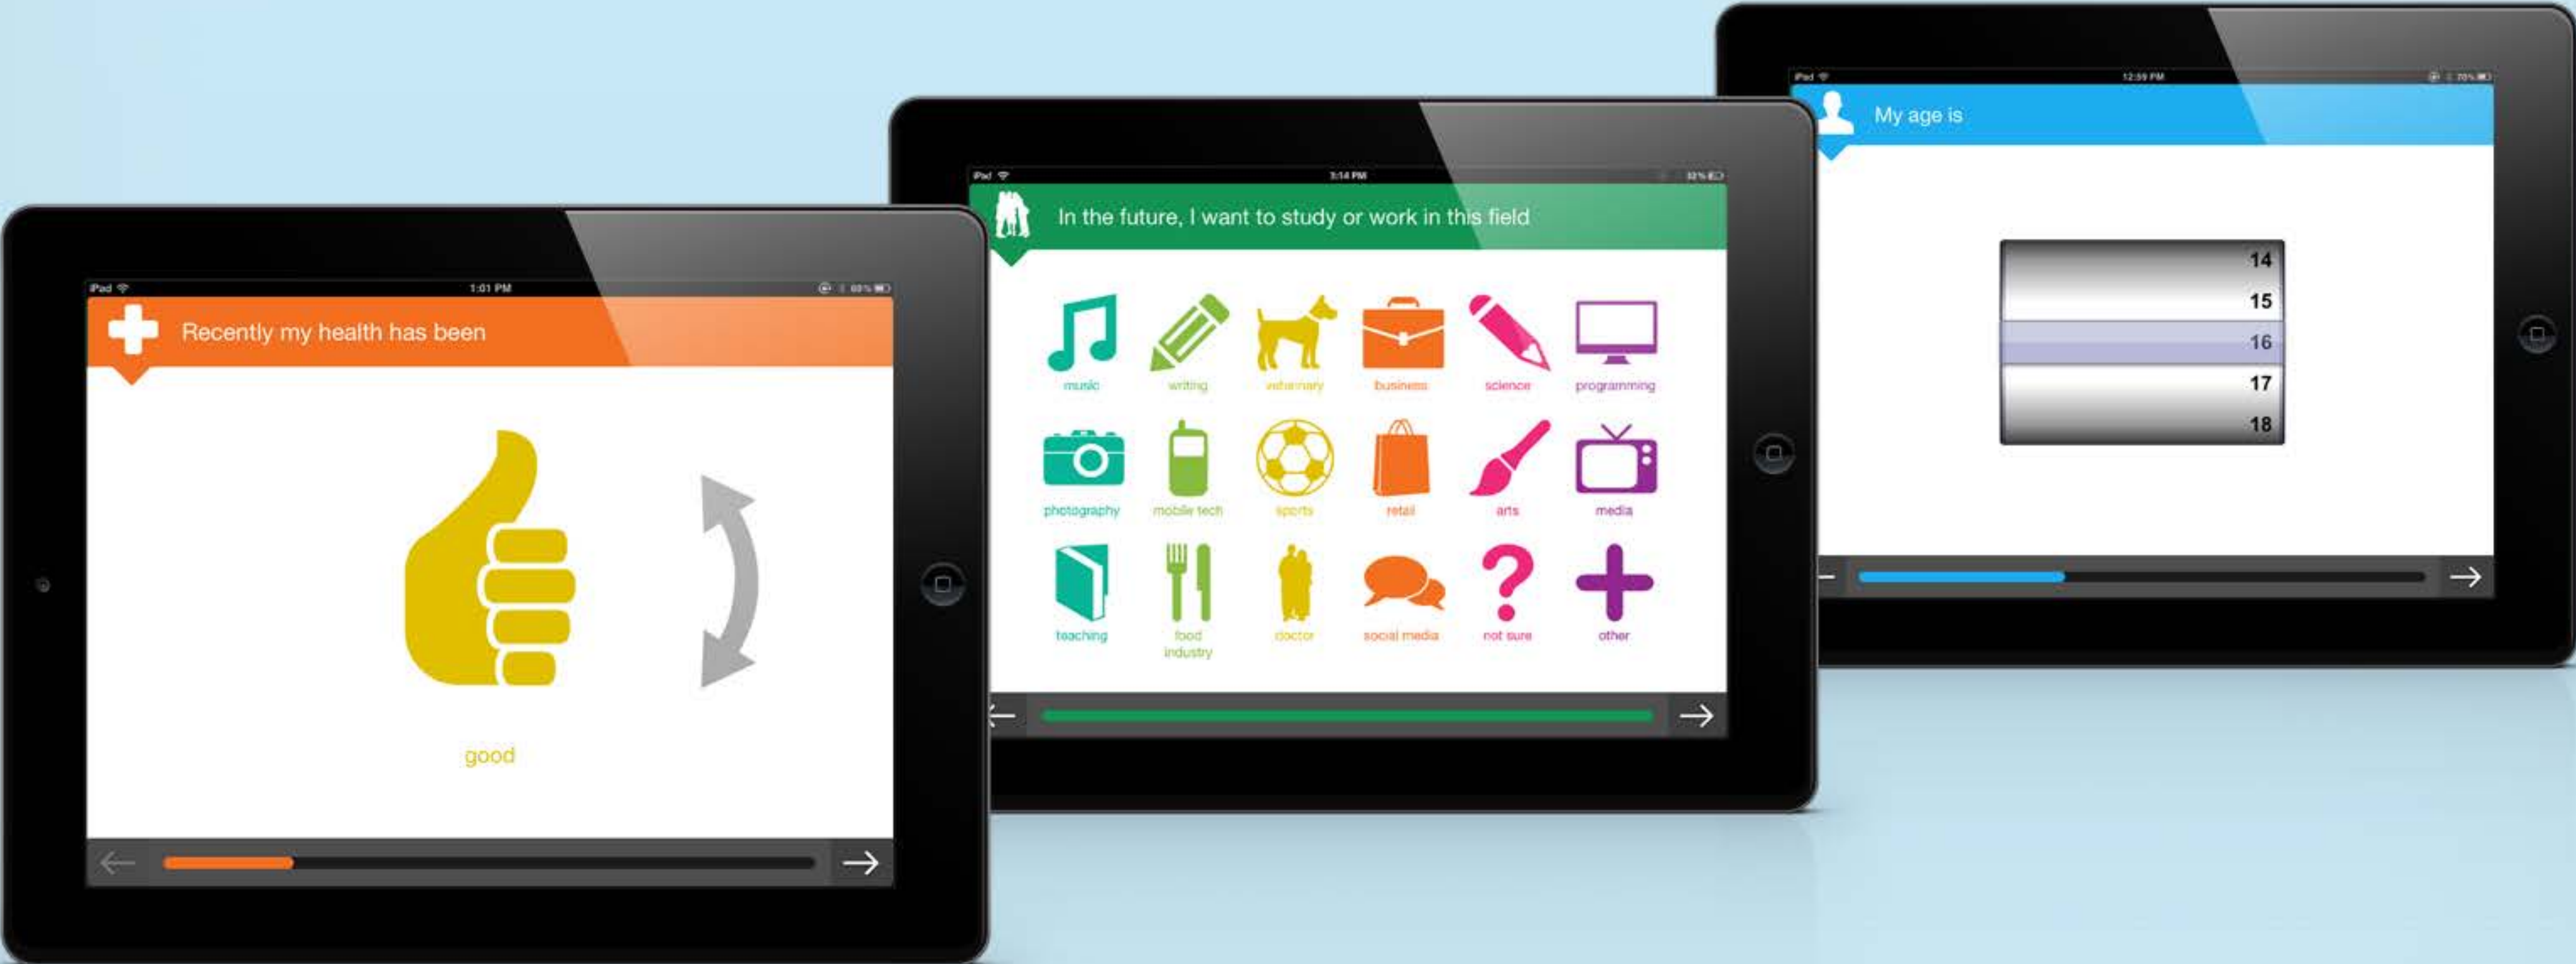 iPad
1:01 PM
69%
Recently my health has been
good
iPad
3:14 PM
32%
In the future, I want to study or work in this field
music writing veterinary business science programming
photography mobile tech sports retail arts media
teaching food industry doctor social media not sure other
iPad
12:59 PM
70%
My age is
14
15
16
17
18